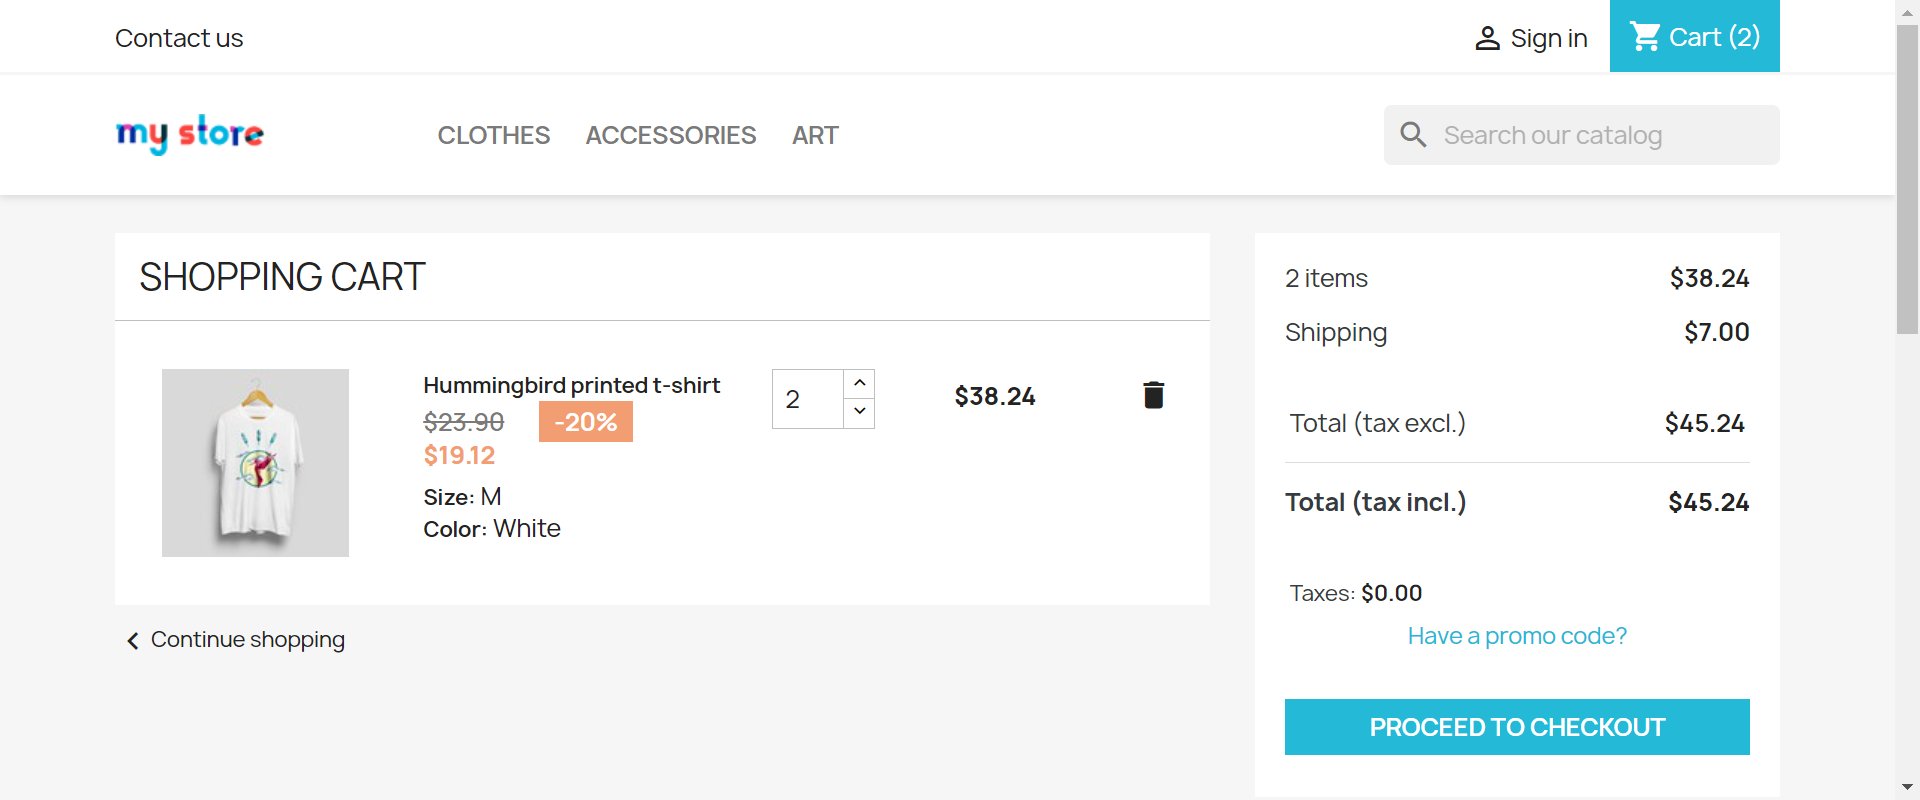 Contact us
Sign in
Cart (2)
my store
CLOTHES
ACCESSORIES
ART
Search our catalog
SHOPPING CART
Hummingbird printed t-shirt
$23.90 -20%
$19.12
Size: M
Color: White
2
$38.24
Continue shopping
2 items $38.24
Shipping $7.00
Total (tax excl.) $45.24
Total (tax incl.) $45.24
Taxes: $0.00
Have a promo code?
PROCEED TO CHECKOUT